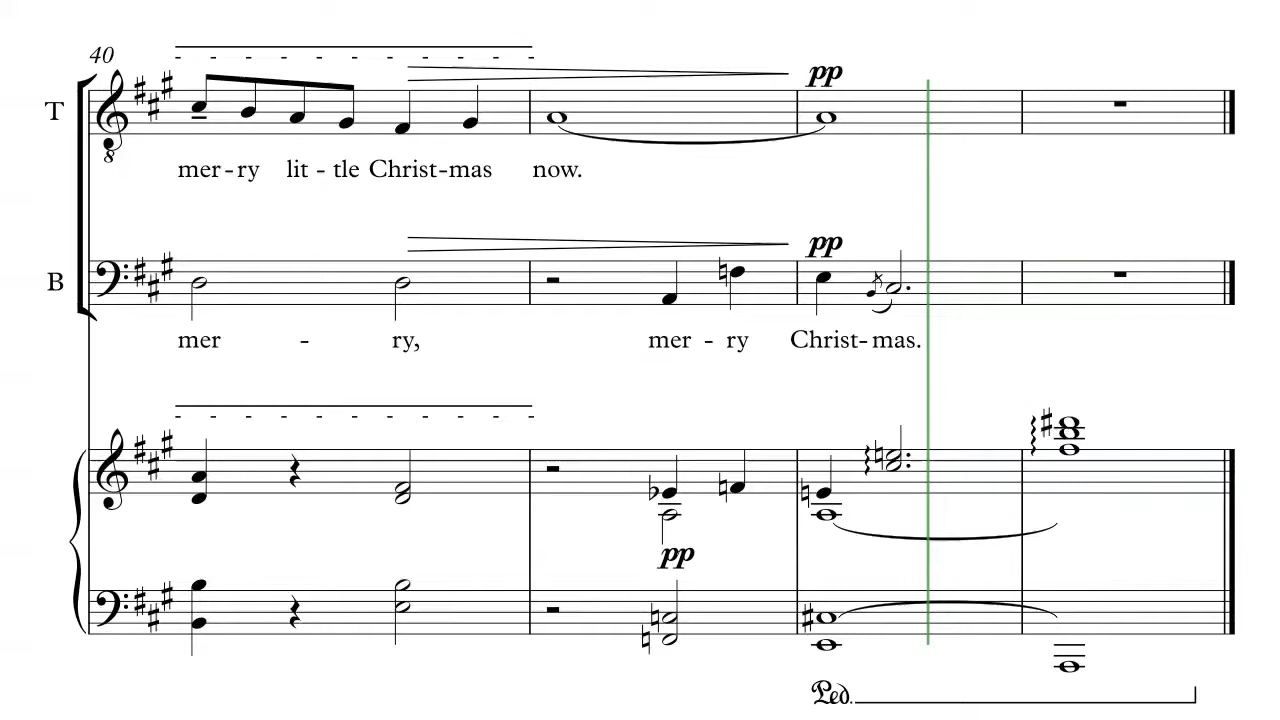 40
pp
T
8
mer - ry lit - tle Christ - mas now.
pp
B
mer - ry, mer - ry Christ - mas.
pp
Ped.